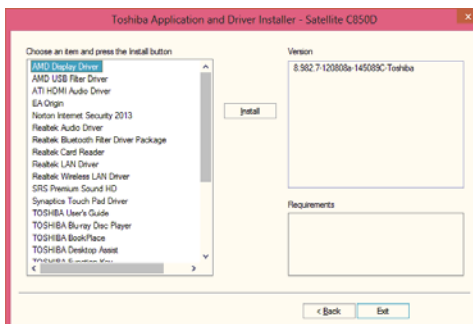 Toshiba Application and Driver Installer - Satellite C850D
x
Choose an item and press the Install button
AMD Display Driver
AMD USB Filter Driver
ATI HDMI Audio Driver
EA Origin
Norton Internet Security 2013
Realtek Audio Driver
Realtek Bluetooth Filter Driver Package
Realtek Card Reader
Realtek LAN Driver
Realtek Wireless LAN Driver
SRS Premium Sound HD
Synaptics Touch Pad Driver
TOSHIBA User's Guide
TOSHIBA Blu-ray Disc Player
TOSHIBA BookPlace
TOSHIBA Desktop Assist
TOSHIBA Function Key
Install
Version
8.982.7-120808a-145089C-Toshiba
Requirements
< Back
Exit